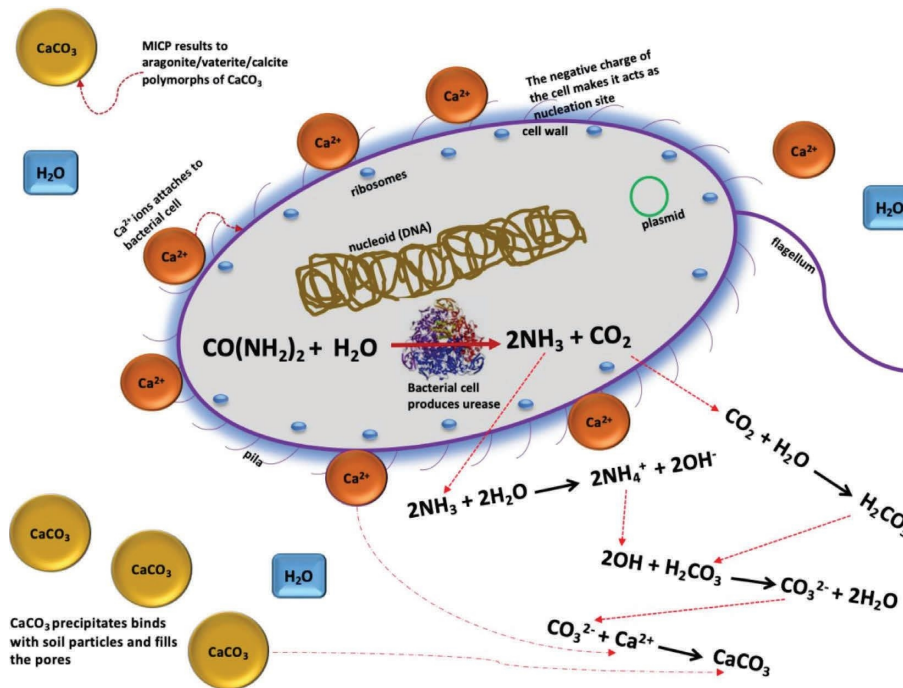 CaCO₃
MICP results to
aragonite/vaterite/calcite
polymorphs of CaCO₃
Ca²⁺
Ca²⁺
The negative charge of
the cell makes it acts as
nucleation site
cell wall
Ca²⁺
H₂O
H₂O
Ca²⁺ ions attaches to
bacterial cell
ribosomes
plasmid
nucleoid (DNA)
flagellum
Ca²⁺
CO(NH₂)₂ + H₂O
2NH₃ + CO₂
Bacterial cell
produces urease
Ca²⁺
Ca²⁺
pila
Ca²⁺
CO₂ + H₂O
H₂CO₃
2NH₃ + 2H₂O
2NH₄⁺ + 2OH⁻
CaCO₃
CaCO₃
H₂O
2OH + H₂CO₃
CO₃²⁻ + 2H₂O
CaCO₃ precipitates binds
with soil particles and fills
the pores
CaCO₃
CO₃²⁻ + Ca²⁺
CaCO₃